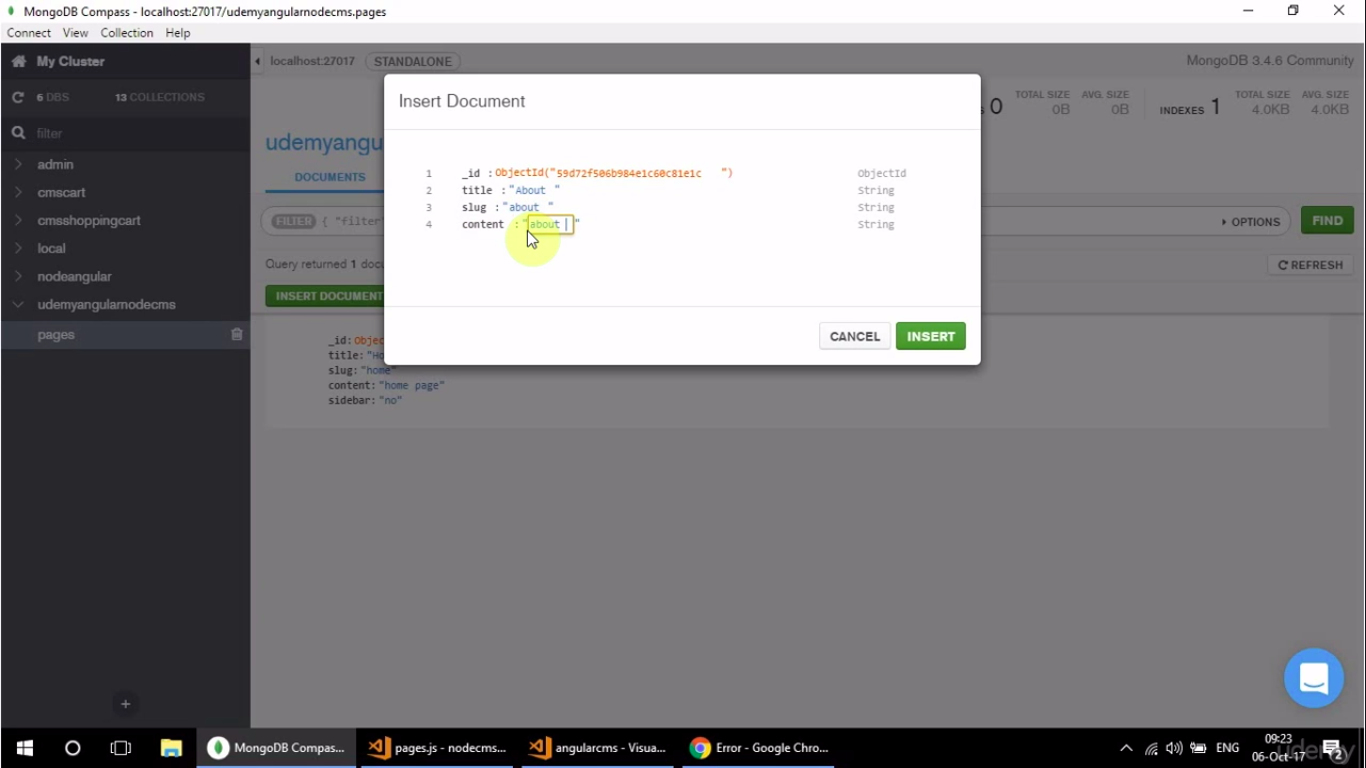 MongoDB Compass - localhost:27017/udemyangularnodecms.pages
Connect View Collection Help
My Cluster
localhost:27017 STANDALONE
MongoDB 3.4.6 Community
6 DBS 13 COLLECTIONS
filter
admin
cmscart
cmsshoppingcart
local
nodeangular
udemyangularnodecms
pages
udemyangu
0 TOTAL SIZE 0B AVG. SIZE 0B INDEXES 1 TOTAL SIZE 4.0KB AVG. SIZE 4.0KB
DOCUMENTS
FILTER { "filter"
OPTIONS
FIND
Query returned 1 docu
REFRESH
INSERT DOCUMENT
Insert Document
1 _id : ObjectId("59d72f506b984e1c60c81e1c ") ObjectId
2 title : "About " String
3 slug : "about " String
4 content : "about " String
CANCEL INSERT
_id: Objec
title: "Ho
slug: "home"
content: "home page"
sidebar: "no"
+
MongoDB Compas...
pages.js - nodecms...
angularcms - Visua...
Error - Google Chro...
ENG
09:23
06-Oct-17
2
udemy